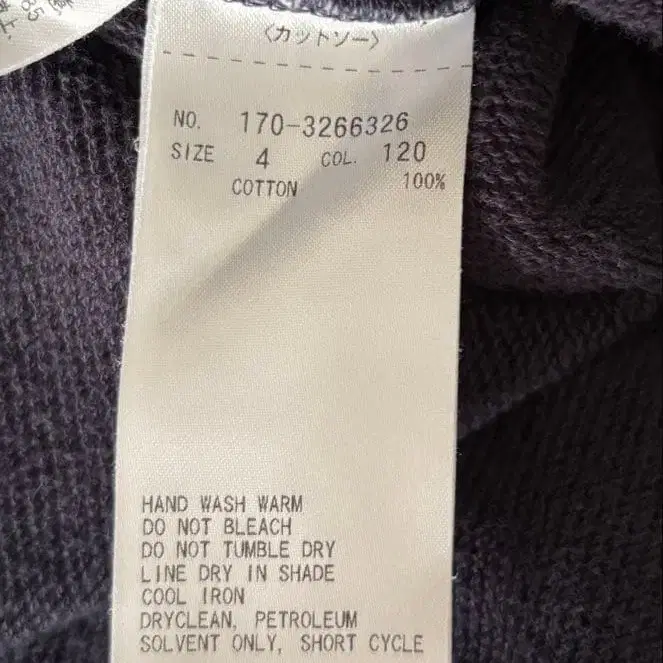 〈カットソー〉
NO. 170-3266326
SIZE 4 COL. 120
COTTON 100%
HAND WASH WARM
DO NOT BLEACH
DO NOT TUMBLE DRY
LINE DRY IN SHADE
COOL IRON
DRYCLEAN, PETROLEUM
SOLVENT ONLY, SHORT CYCLE